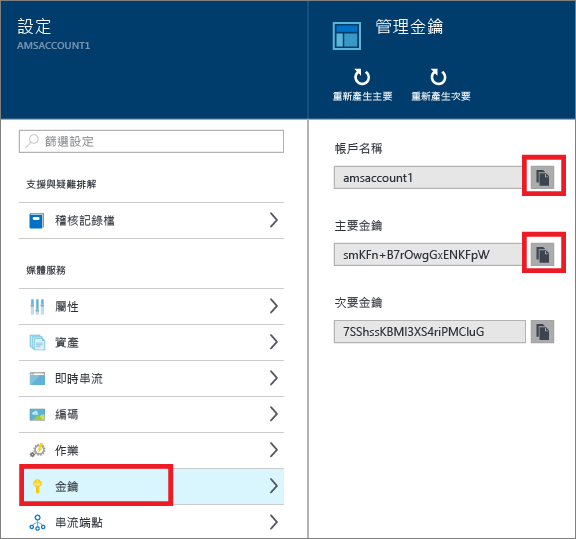 設定
AMSACCOUNT1
篩選設定
支援與疑難排解
稽核記錄檔
媒體服務
屬性
資產
即時串流
編碼
作業
金鑰
串流端點
管理金鑰
重新產生主要
重新產生次要
帳戶名稱
amsaccount1
主要金鑰
smKFn+B7rOwgGxENKFpW
次要金鑰
7SShssKBMI3XS4riPMCIuG